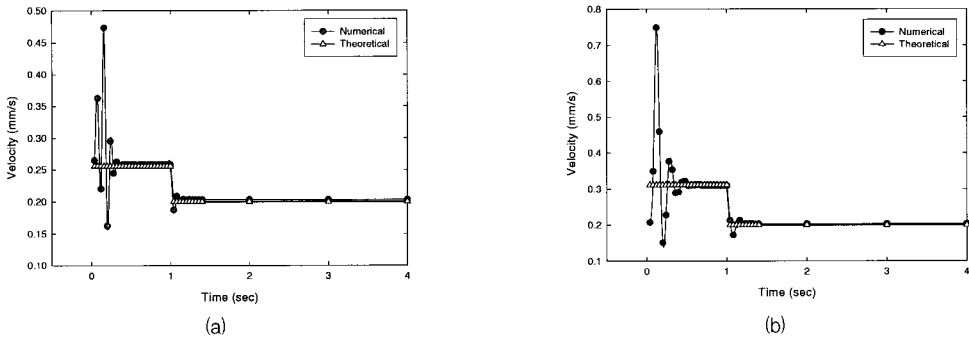 0.50
0.45
0.40
0.35
0.30
0.25
0.20
0.15
0.10
Velocity (mm/s)
Numerical
Theoretical
0 1 2 3 4
Time (sec)
(a)
0.8
0.7
0.6
0.5
0.4
0.3
0.2
0.1
Velocity (mm/s)
Numerical
Theoretical
0 1 2 3 4
Time (sec)
(b)